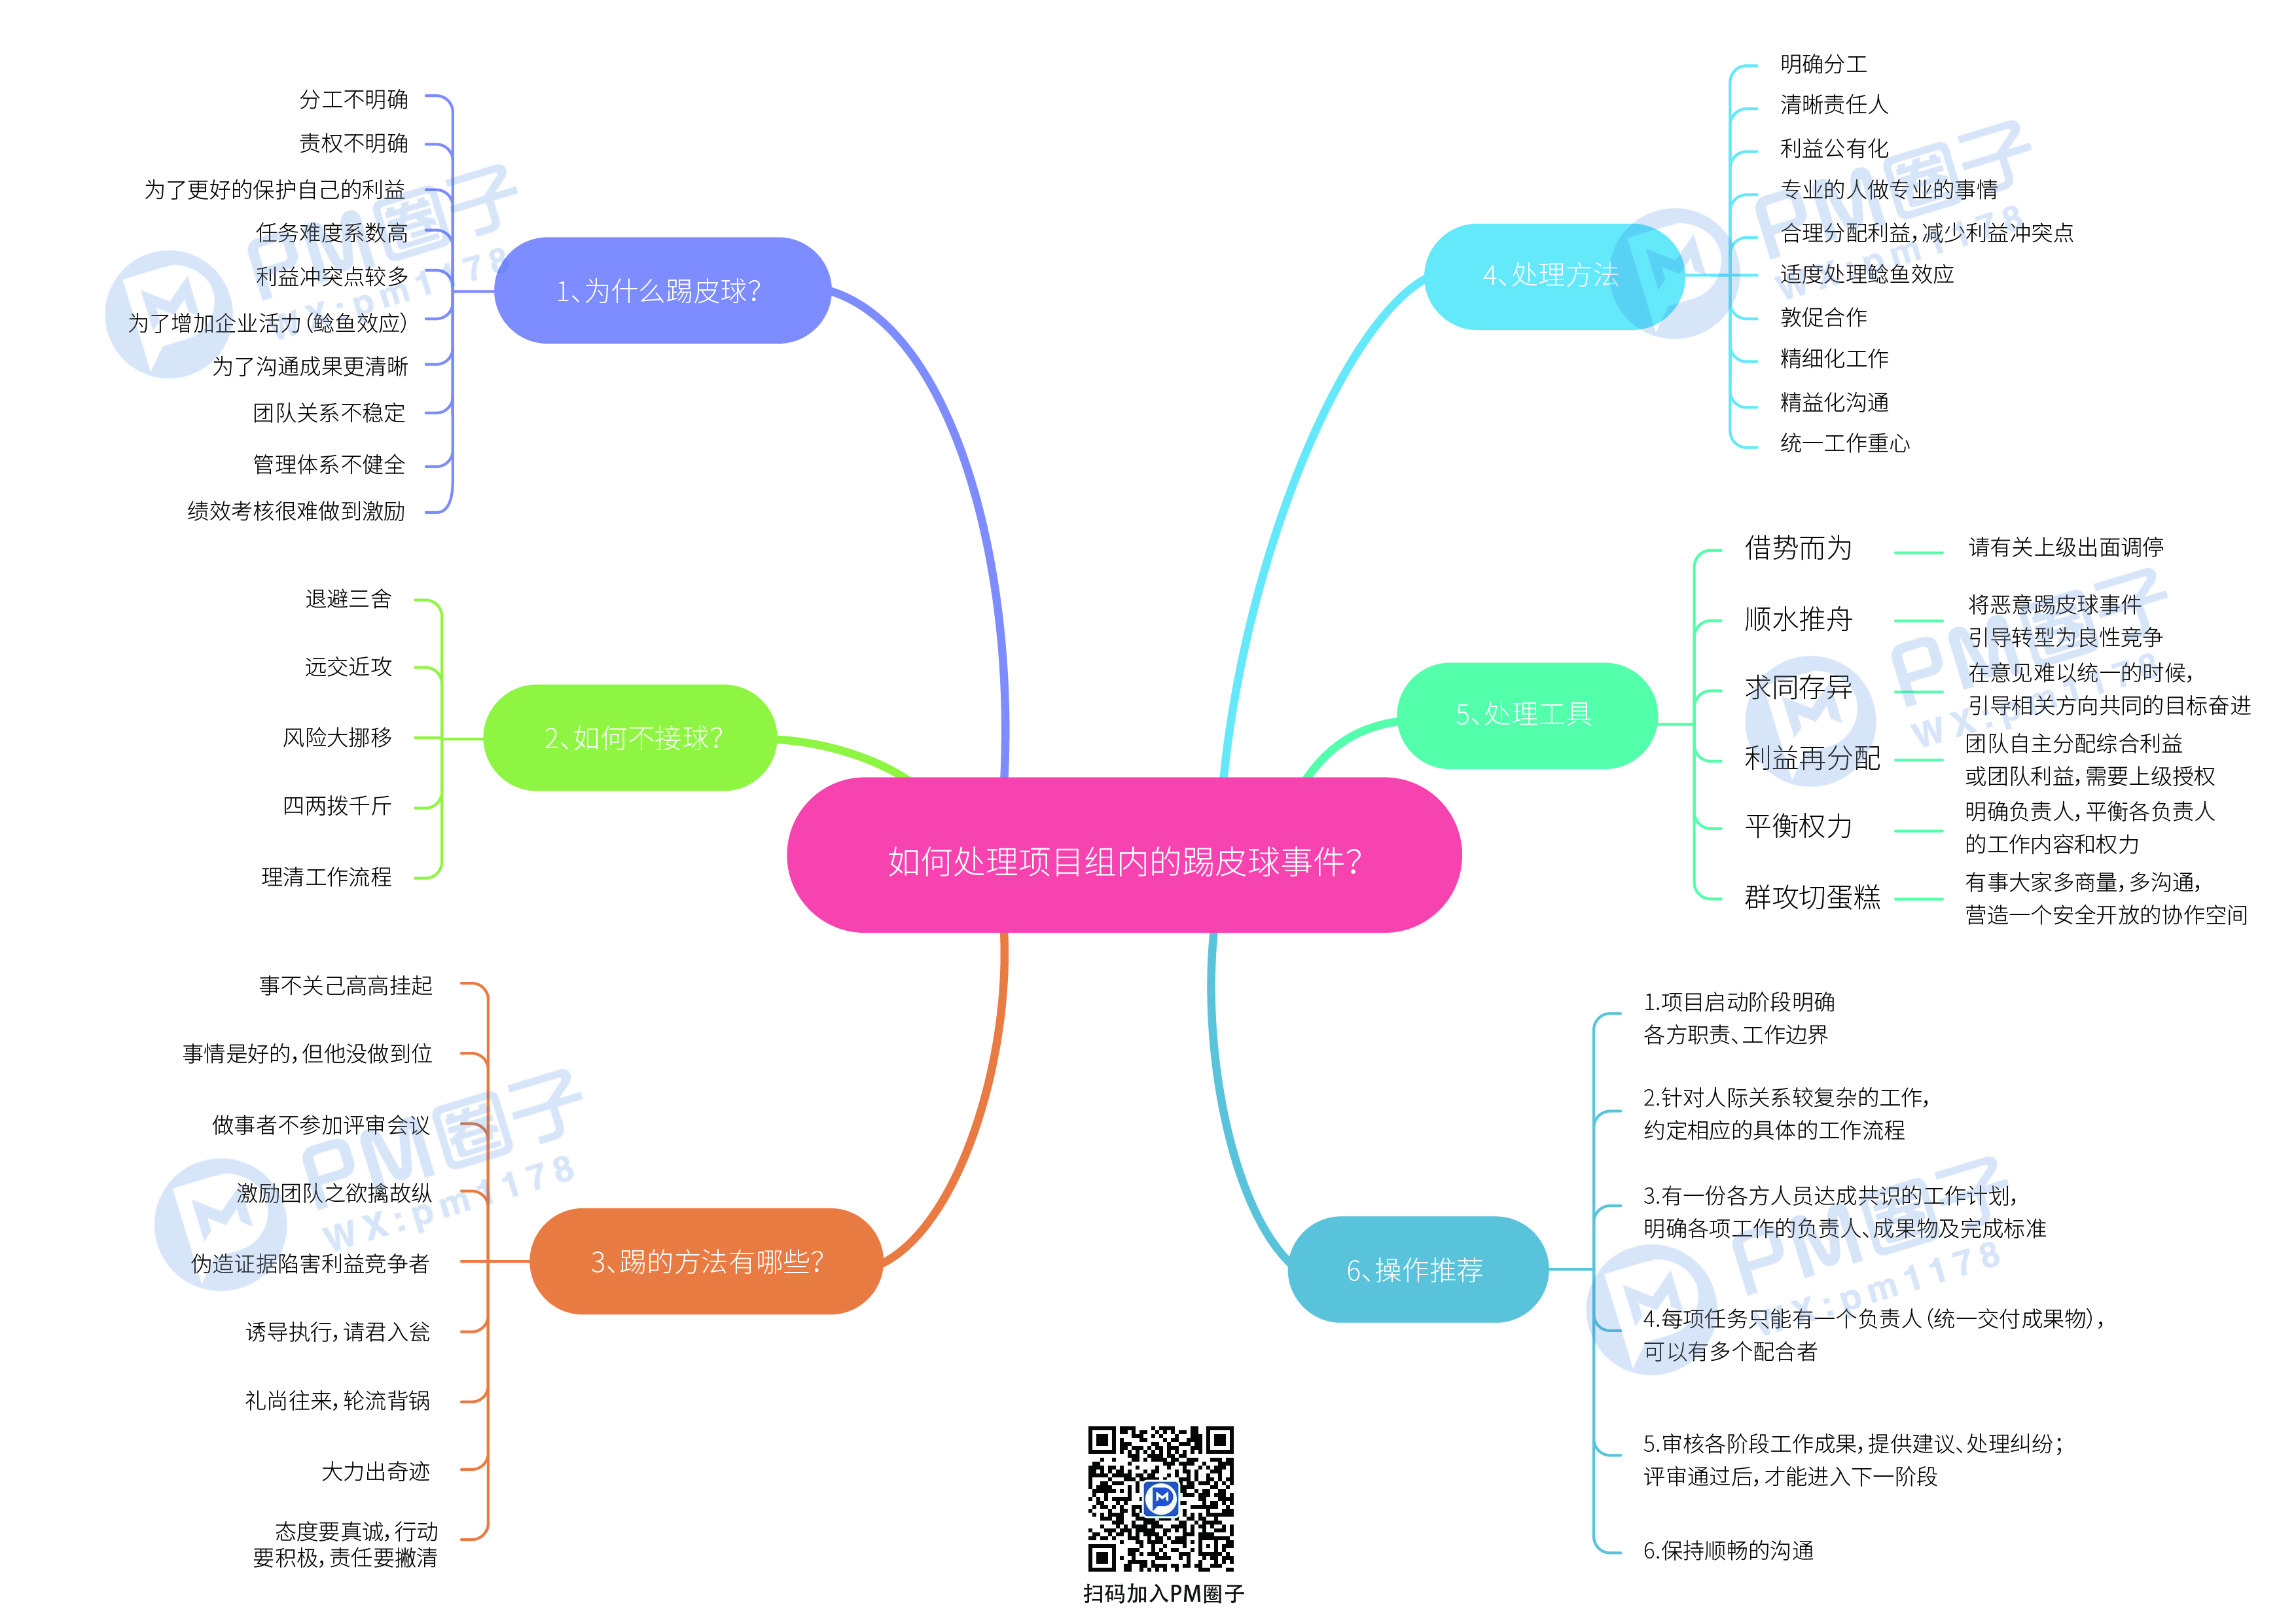 如何处理项目组内的踢皮球事件？
1、为什么踢皮球？
分工不明确
责权不明确
为了更好的保护自己的利益
任务难度系数高
利益冲突点较多
为了增加企业活力（鲶鱼效应）
为了沟通成果更清晰
团队关系不稳定
管理体系不健全
绩效考核很难做到激励
2、如何不接球？
退避三舍
远交近攻
风险大挪移
四两拨千斤
理清工作流程
3、踢的方法有哪些？
事不关己高高挂起
事情是好的，但他没做到位
做事者不参加评审会议
激励团队之欲擒故纵
伪造证据陷害利益竞争者
诱导执行，请君入瓮
礼尚往来，轮流背锅
大力出奇迹
态度要真诚，行动
要积极，责任要撇清
4、处理方法
明确分工
清晰责任人
利益公有化
专业的人做专业的事情
合理分配利益，减少利益冲突点
适度处理鲶鱼效应
敦促合作
精细化工作
精益化沟通
统一工作重心
5、处理工具
借势而为
请有关上级出面调停
顺水推舟
将恶意踢皮球事件
引导转型为良性竞争
求同存异
在意见难以统一的时候，
引导相关方向共同的目标奋进
利益再分配
团队自主分配综合利益
或团队利益，需要上级授权
平衡权力
明确负责人，平衡各负责人
的工作内容和权力
群攻切蛋糕
有事大家多商量，多沟通，
营造一个安全开放的协作空间
6、操作推荐
1.项目启动阶段明确
各方职责、工作边界
2.针对人际关系较复杂的工作，
约定相应的具体的工作流程
3.有一份各方人员达成共识的工作计划，
明确各项工作的负责人、成果物及完成标准
4.每项任务只能有一个负责人（统一交付成果物），
可以有多个配合者
5.审核各阶段工作成果，提供建议、处理纠纷；
评审通过后，才能进入下一阶段
6.保持顺畅的沟通
扫码加入PM圈子
PM圈子
wx:pm1178
PM圈子
wx:pm1178
PM圈子
wx:pm1178
PM圈子
wx:pm1178
PM圈子
wx:pm1178